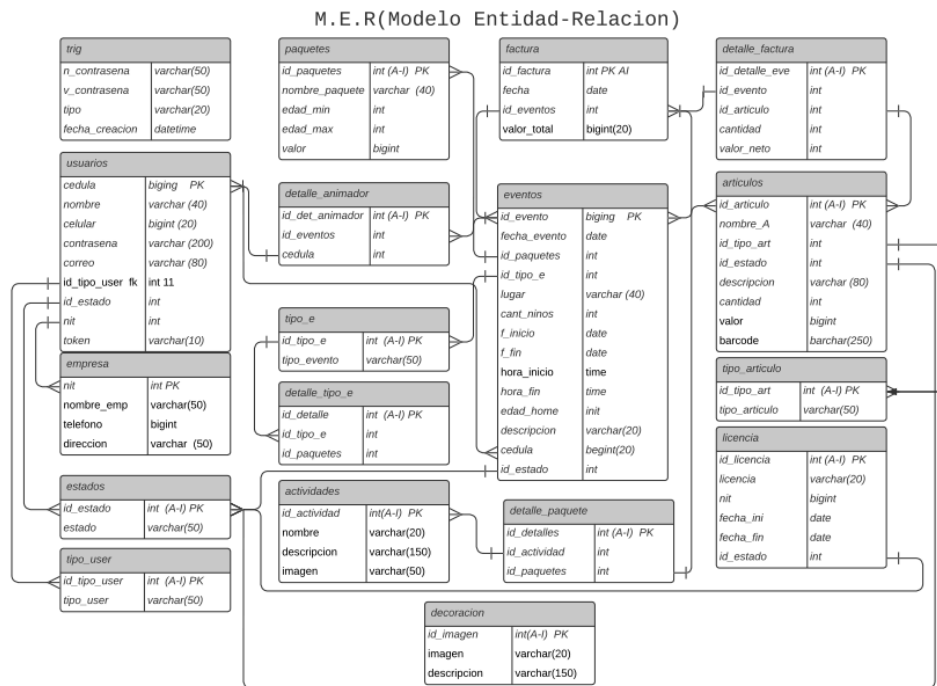 M.E.R(Modelo Entidad-Relacion)
trig
n_contrasena varchar(50)
v_contrasena varchar(50)
tipo varchar(20)
fecha_creacion datetime
usuarios
cedula biging PK
nombre varchar (40)
celular bigint (20)
contrasena varchar (200)
correo varchar (80)
id_tipo_user fk int 11
id_estado int
nit int
token varchar(10)
empresa
nit int PK
nombre_emp varchar(50)
telefono bigint
direccion varchar (50)
estados
id_estado int (A-I) PK
estado varchar(50)
tipo_user
id_tipo_user int (A-I) PK
tipo_user varchar(50)
paquetes
id_paquetes int (A-I) PK
nombre_paquete varchar (40)
edad_min int
edad_max int
valor bigint
detalle_animador
id_det_animador int (A-I) PK
id_eventos int
cedula int
tipo_e
id_tipo_e int (A-I) PK
tipo_evento varchar(50)
detalle_tipo_e
id_detalle int (A-I) PK
id_tipo_e int
id_paquetes int
actividades
id_actividad int(A-I) PK
nombre varchar(20)
descripcion varchar(150)
imagen varchar(50)
factura
id_factura int PK AI
fecha date
id_eventos int
valor_total bigint(20)
eventos
id_evento biging PK
fecha_evento date
id_paquetes int
id_tipo_e int
lugar varchar (40)
cant_ninos int
f_inicio date
f_fin date
hora_inicio time
hora_fin time
edad_home init
descripcion varchar(20)
cedula begint(20)
id_estado int
detalle_paquete
id_detalles int (A-I) PK
id_actividad int
id_paquetes int
decoracion
id_imagen int(A-I) PK
imagen varchar(20)
descripcion varchar(150)
detalle_factura
id_detalle_eve int (A-I) PK
id_evento int
id_articulo int
cantidad int
valor_neto int
articulos
id_articulo int (A-I) PK
nombre_A varchar (40)
id_tipo_art int
id_estado int
descripcion varchar (80)
cantidad int
valor bigint
barcode barchar(250)
tipo_articulo
id_tipo_art int (A-I) PK
tipo_articulo varchar(50)
licencia
id_licencia int (A-I) PK
licencia varchar(20)
nit bigint
fecha_ini date
fecha_fin date
id_estado int